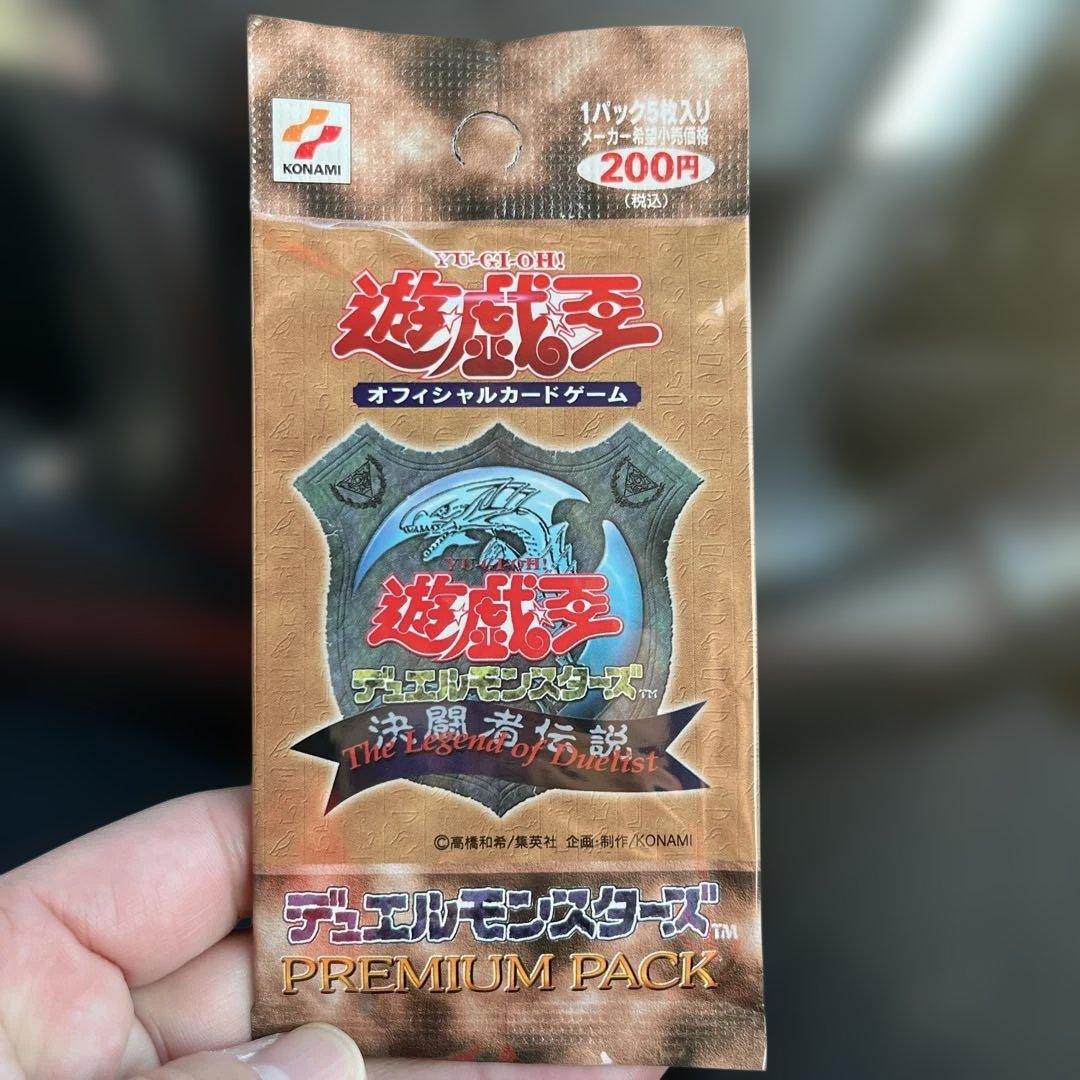 KONAMI
1パック5枚入り
メーカー希望小売価格
200円
(税込)
YU-GI-OH!
遊☆戯☆王
オフィシャルカードゲーム
YU-GI-OH!
遊☆戯☆王
デュエルモンスターズ™
決闘者伝説
The Legend of Duelist
©高橋和希/集英社 企画・制作/KONAMI
デュエルモンスターズ™
PREMIUM PACK